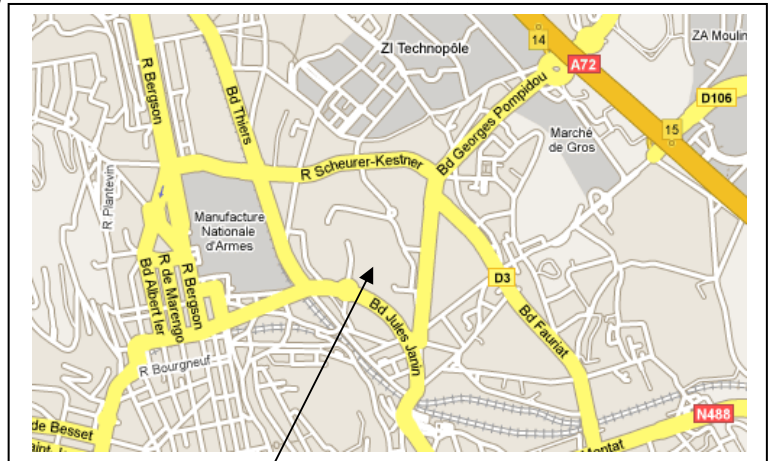 ZI Technopôle
14
ZA Moulin
A72
R Bergson
Bd Thiers
Bd Georges Pompidou
D106
15
Marché
de Gros
R Scheurer-Kestner
R Plantevin
Manufacture
Nationale
d'Armes
R Bergson
R de Marengo
Bd Albert Ier
D3
Bd Jules Janin
Bd Fauriat
R Bourgneuf
N488
de Besset
Montat